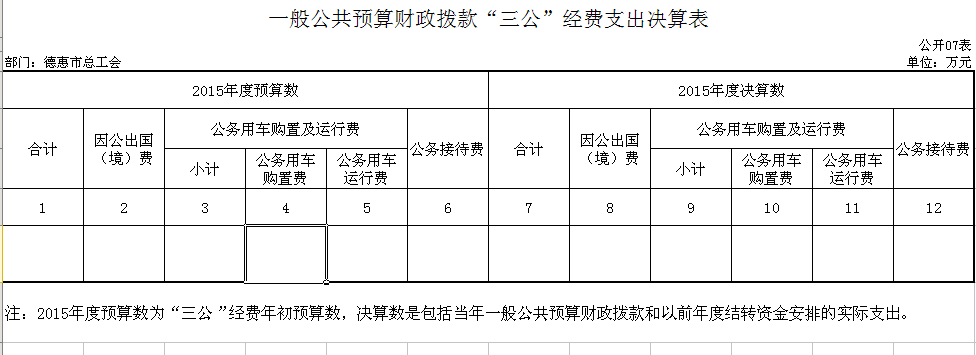 一般公共预算财政拨款“三公”经费支出决算表
公开07表
部门：德惠市总工会
单位：万元
2015年度预算数
2015年度决算数
合计
因公出国
（境）费
公务用车购置及运行费
公务接待费
合计
因公出国
（境）费
公务用车购置及运行费
公务接待费
小计
公务用车
购置费
公务用车
运行费
小计
公务用车
购置费
公务用车
运行费
1 2 3 4 5 6 7 8 9 10 11 12
注：2015年度预算数为“三公”经费年初预算数，决算数是包括当年一般公共预算财政拨款和以前年度结转资金安排的实际支出。